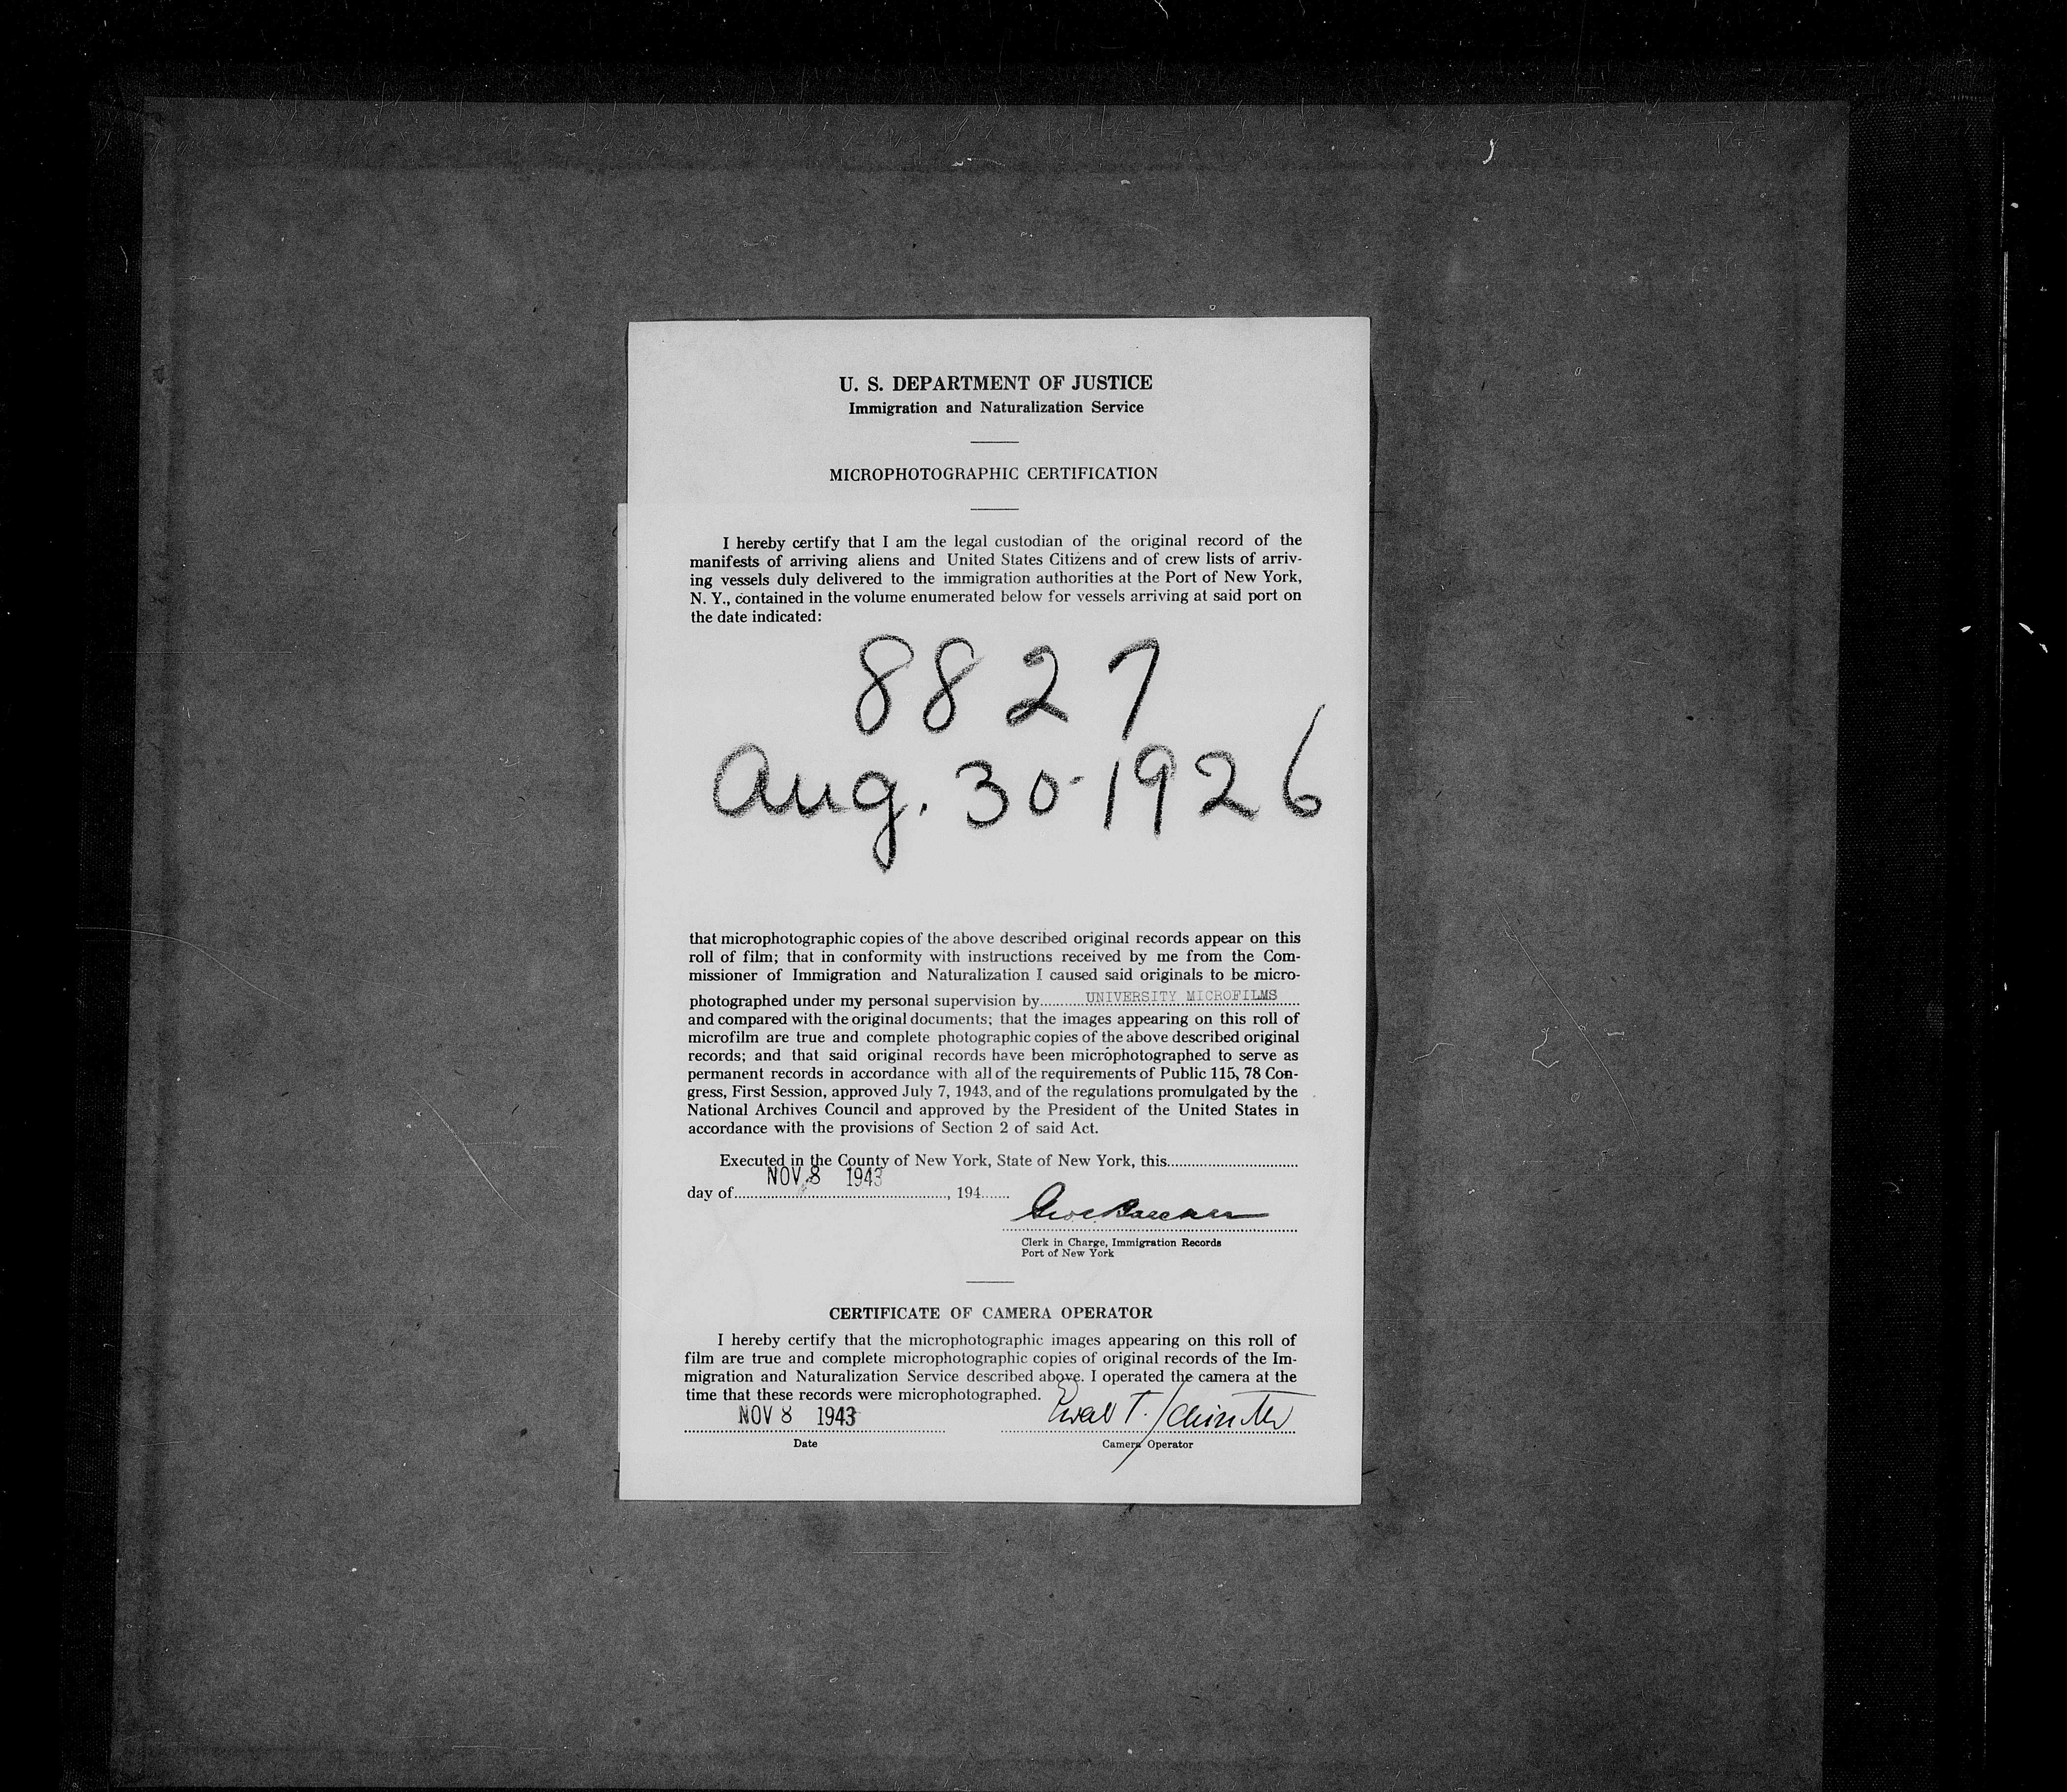 U. S. DEPARTMENT OF JUSTICE
Immigration and Naturalization Service
MICROPHOTOGRAPHIC CERTIFICATION
I hereby certify that I am the legal custodian of the original record of the
manifests of arriving aliens and United States Citizens and of crew lists of arriv-
ing vessels duly delivered to the immigration authorities at the Port of New York,
N. Y., contained in the volume enumerated below for vessels arriving at said port on
the date indicated:
8827
Aug. 30-1926
that microphotographic copies of the above described original records appear on this
roll of film; that in conformity with instructions received by me from the Com-
missioner of Immigration and Naturalization I caused said originals to be micro-
photographed under my personal supervision by UNIVERSITY MICROFILMS
and compared with the original documents; that the images appearing on this roll of
microfilm are true and complete photographic copies of the above described original
records; and that said original records have been microphotographed to serve as
permanent records in accordance with all of the requirements of Public 115, 78 Con-
gress, First Session, approved July 7, 1943, and of the regulations promulgated by the
National Archives Council and approved by the President of the United States in
accordance with the provisions of Section 2 of said Act.
Executed in the County of New York, State of New York, this
NOV 8 1943
day of , 194
Clerk in Charge, Immigration Records
Port of New York
CERTIFICATE OF CAMERA OPERATOR
I hereby certify that the microphotographic images appearing on this roll of
film are true and complete microphotographic copies of original records of the Im-
migration and Naturalization Service described above. I operated the camera at the
time that these records were microphotographed.
NOV 8 1943
Date
Camera Operator